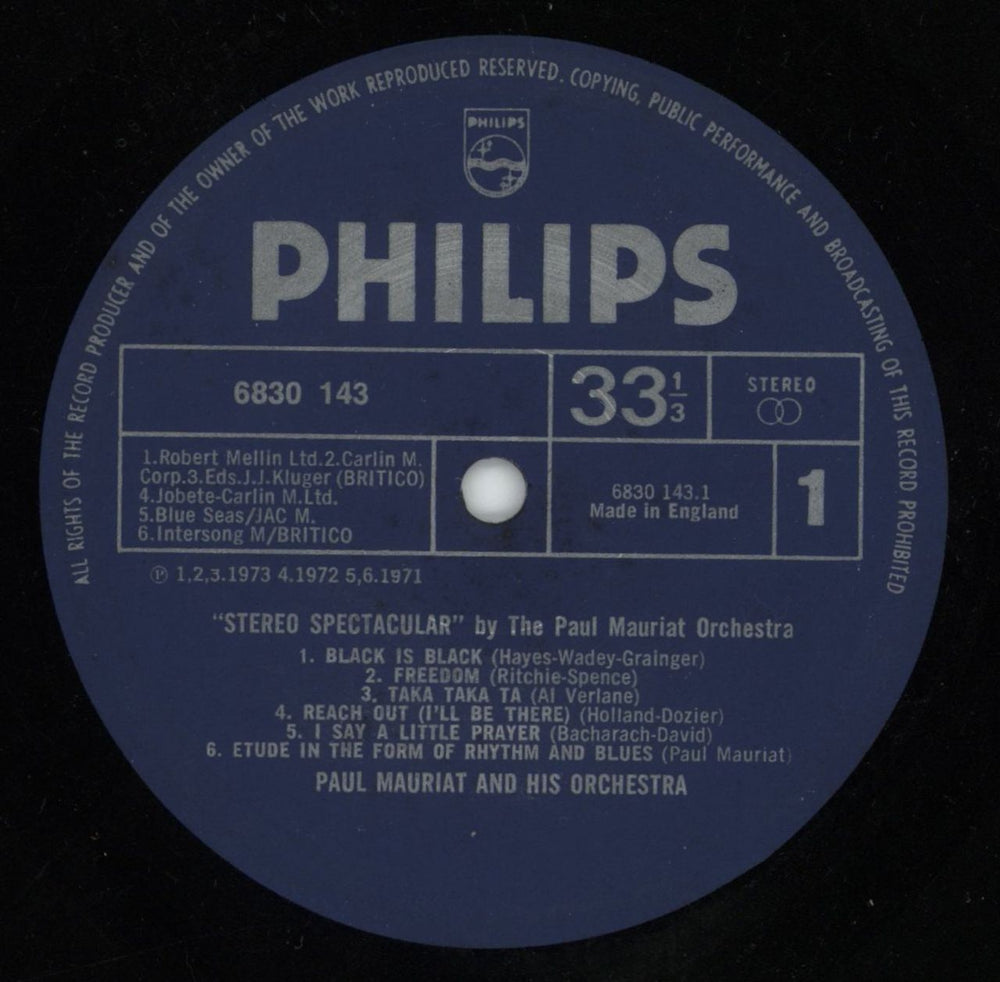 ALL RIGHTS OF THE RECORD PRODUCER AND OF THE OWNER OF THE WORK REPRODUCED RESERVED. COPYING, PUBLIC PERFORMANCE AND BROADCASTING OF THIS RECORD PROHIBITED
PHILIPS
PHILIPS
6830 143
33 1/3
STEREO
1.Robert Mellin Ltd.2.Carlin M.
Corp.3.Eds.J.J.Kluger (BRITICO)
4.Jobete-Carlin M.Ltd.
5.Blue Seas/JAC M.
6.Intersong M/BRITICO
6830 143.1
Made in England
1
℗ 1,2,3.1973 4.1972 5,6.1971
"STEREO SPECTACULAR" by The Paul Mauriat Orchestra
1. BLACK IS BLACK (Hayes-Wadey-Grainger)
2. FREEDOM (Ritchie-Spence)
3. TAKA TAKA TA (Al Verlane)
4. REACH OUT (I'LL BE THERE) (Holland-Dozier)
5. I SAY A LITTLE PRAYER (Bacharach-David)
6. ETUDE IN THE FORM OF RHYTHM AND BLUES (Paul Mauriat)
PAUL MAURIAT AND HIS ORCHESTRA